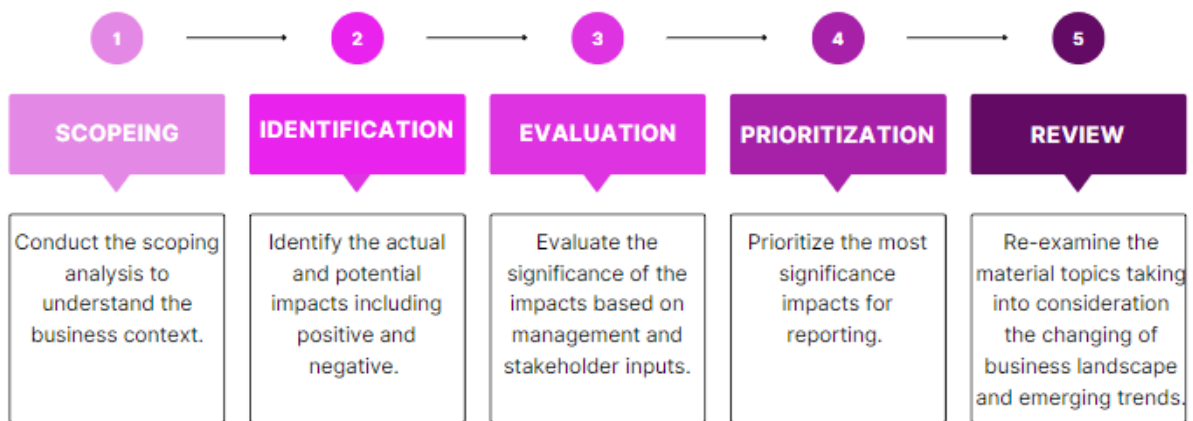 1
2
3
4
5
SCOPEING
IDENTIFICATION
EVALUATION
PRIORITIZATION
REVIEW
Conduct the scoping
analysis to
understand the
business context.
Identify the actual
and potential
impacts including
positive and
negative.
Evaluate the
significance of the
impacts based on
management and
stakeholder inputs.
Prioritize the most
significance
impacts for
reporting.
Re-examine the
material topics taking
into consideration
the changing of
business landscape
and emerging trends.